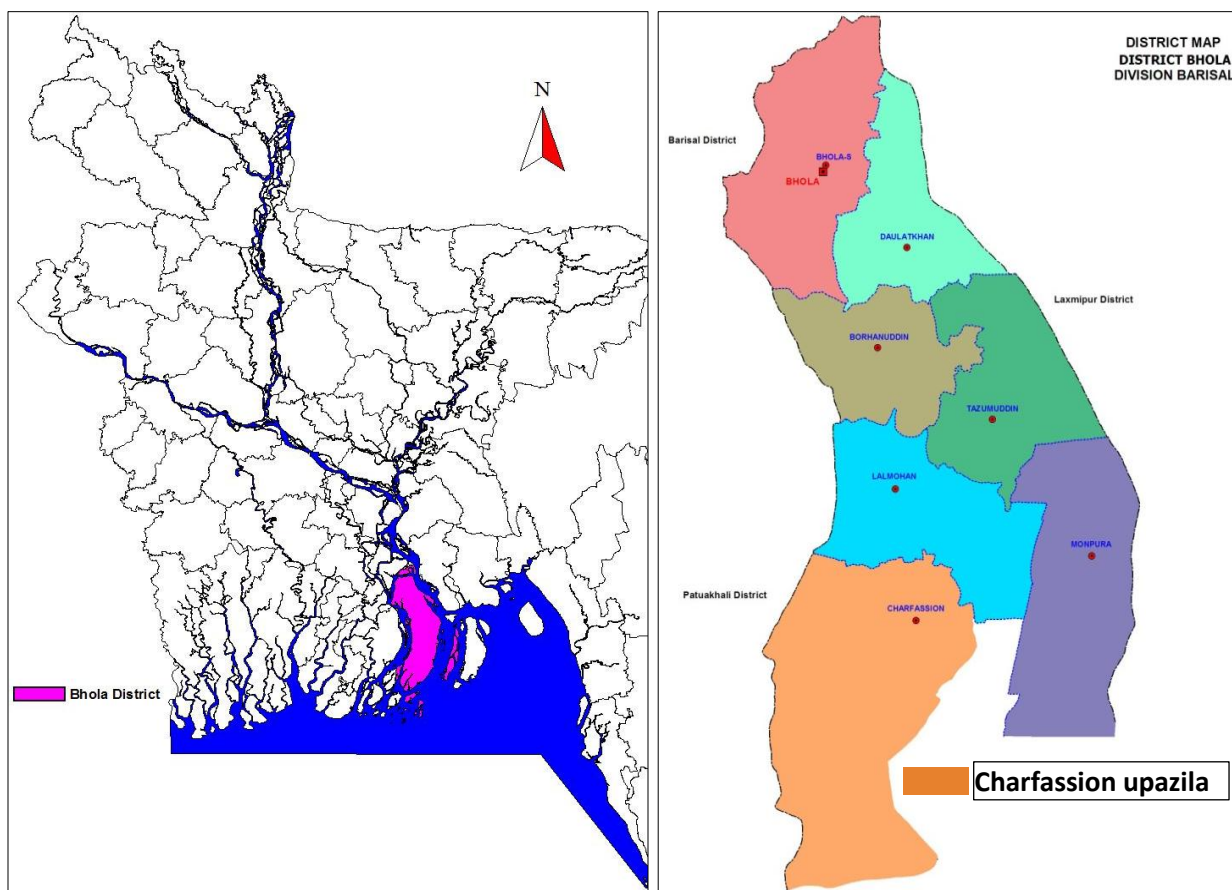 N
Bhola District
DISTRICT MAP
DISTRICT BHOLA
DIVISION BARISAL
Barisal District
BHOLA-S
BHOLA
DAULATKHAN
Laxmipur District
BORHANUDDIN
TAZUMUDDIN
LALMOHAN
MONPURA
Patuakhali District
CHARFASSION
Charfassion upazila